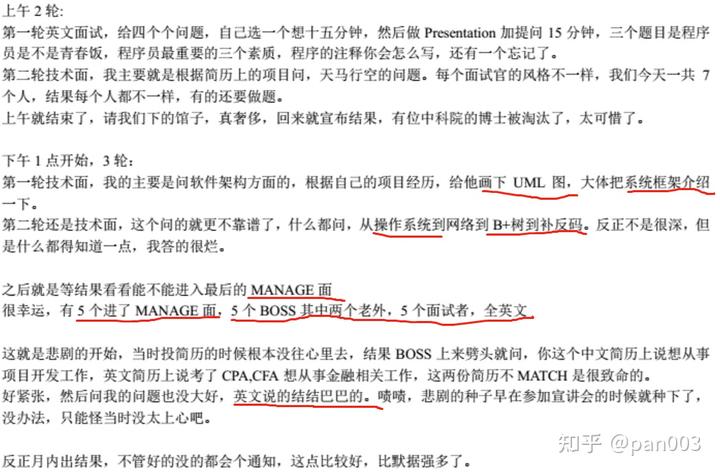 上午 2 轮:
第一轮英文面试，给四个个问题，自己选一个想十五分钟，然后做 Presentation 加提问 15 分钟，三个题目是程序
员是不是青春饭，程序员最重要的三个素质，程序的注释你会怎么写，还有一个忘记了。
第二轮技术面，我主要就是根据简历上的项目问，天马行空的问题。每个面试官的风格不一样，我们今天一共 7
个人，结果每个人都不一样，有的还要做题。
上午就结束了，请我们下的馆子，真奢侈，回来就宣布结果，有位中科院的博士被淘汰了，太可惜了。
下午 1 点开始，3 轮：
第一轮技术面，我的主要是问软件架构方面的，根据自己的项目经历，给他画下 UML 图，大体把系统框架介绍
一下。
第二轮还是技术面，这个问的就更不靠谱了，什么都问，从操作系统到网络到 B+树到补反码。反正不是很深，但
是什么都得知道一点，我答的很烂。
之后就是等结果看看能不能进入最后的 MANAGE 面
很幸运，有 5 个进了 MANAGE 面，5 个 BOSS 其中两个老外，5 个面试者，全英文
这就是悲剧的开始，当时投简历的时候根本没往心里去，结果 BOSS 上来劈头就问，你这个中文简历上说想从事
项目开发工作，英文简历上说考了 CPA,CFA 想从事金融相关工作，这两份简历不 MATCH 是很致命的。
好紧张，然后问我的问题也没大好，英文说的结结巴巴的。啧啧，悲剧的种子早在参加宣讲会的时候就种下了，
没办法，只能怪当时没太上心吧。
反正月内出结果，不管好的没的都会个通知，这点比较好，比默据强多了。
知乎 @pan003